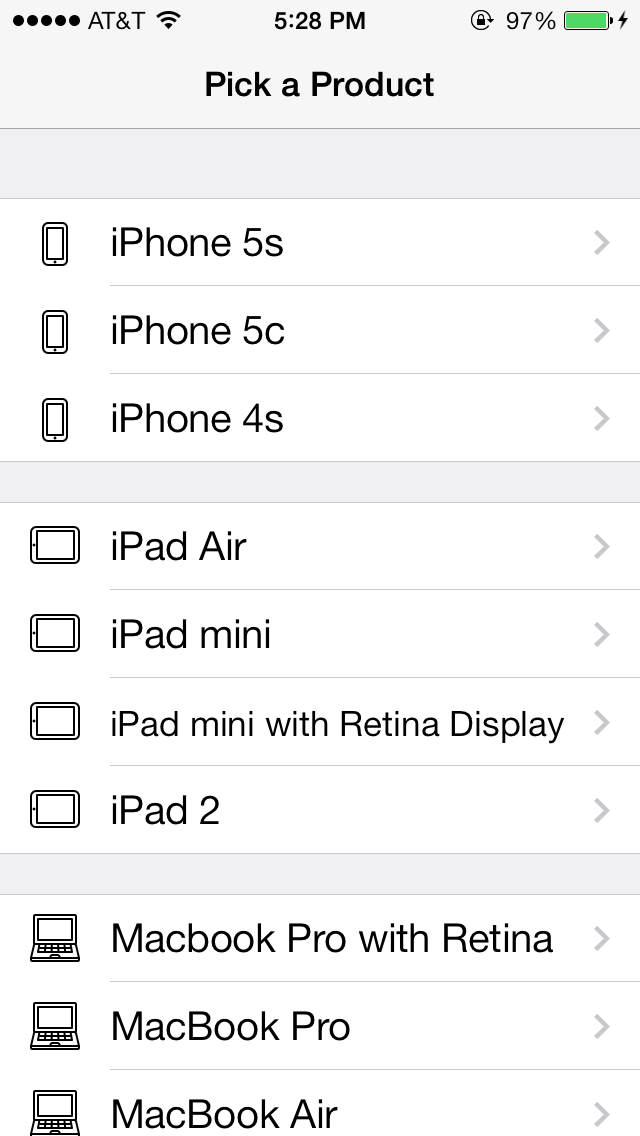 AT&T 5:28 PM 97%
Pick a Product
iPhone 5s
iPhone 5c
iPhone 4s
iPad Air
iPad mini
iPad mini with Retina Display
iPad 2
Macbook Pro with Retina
MacBook Pro
MacBook Air